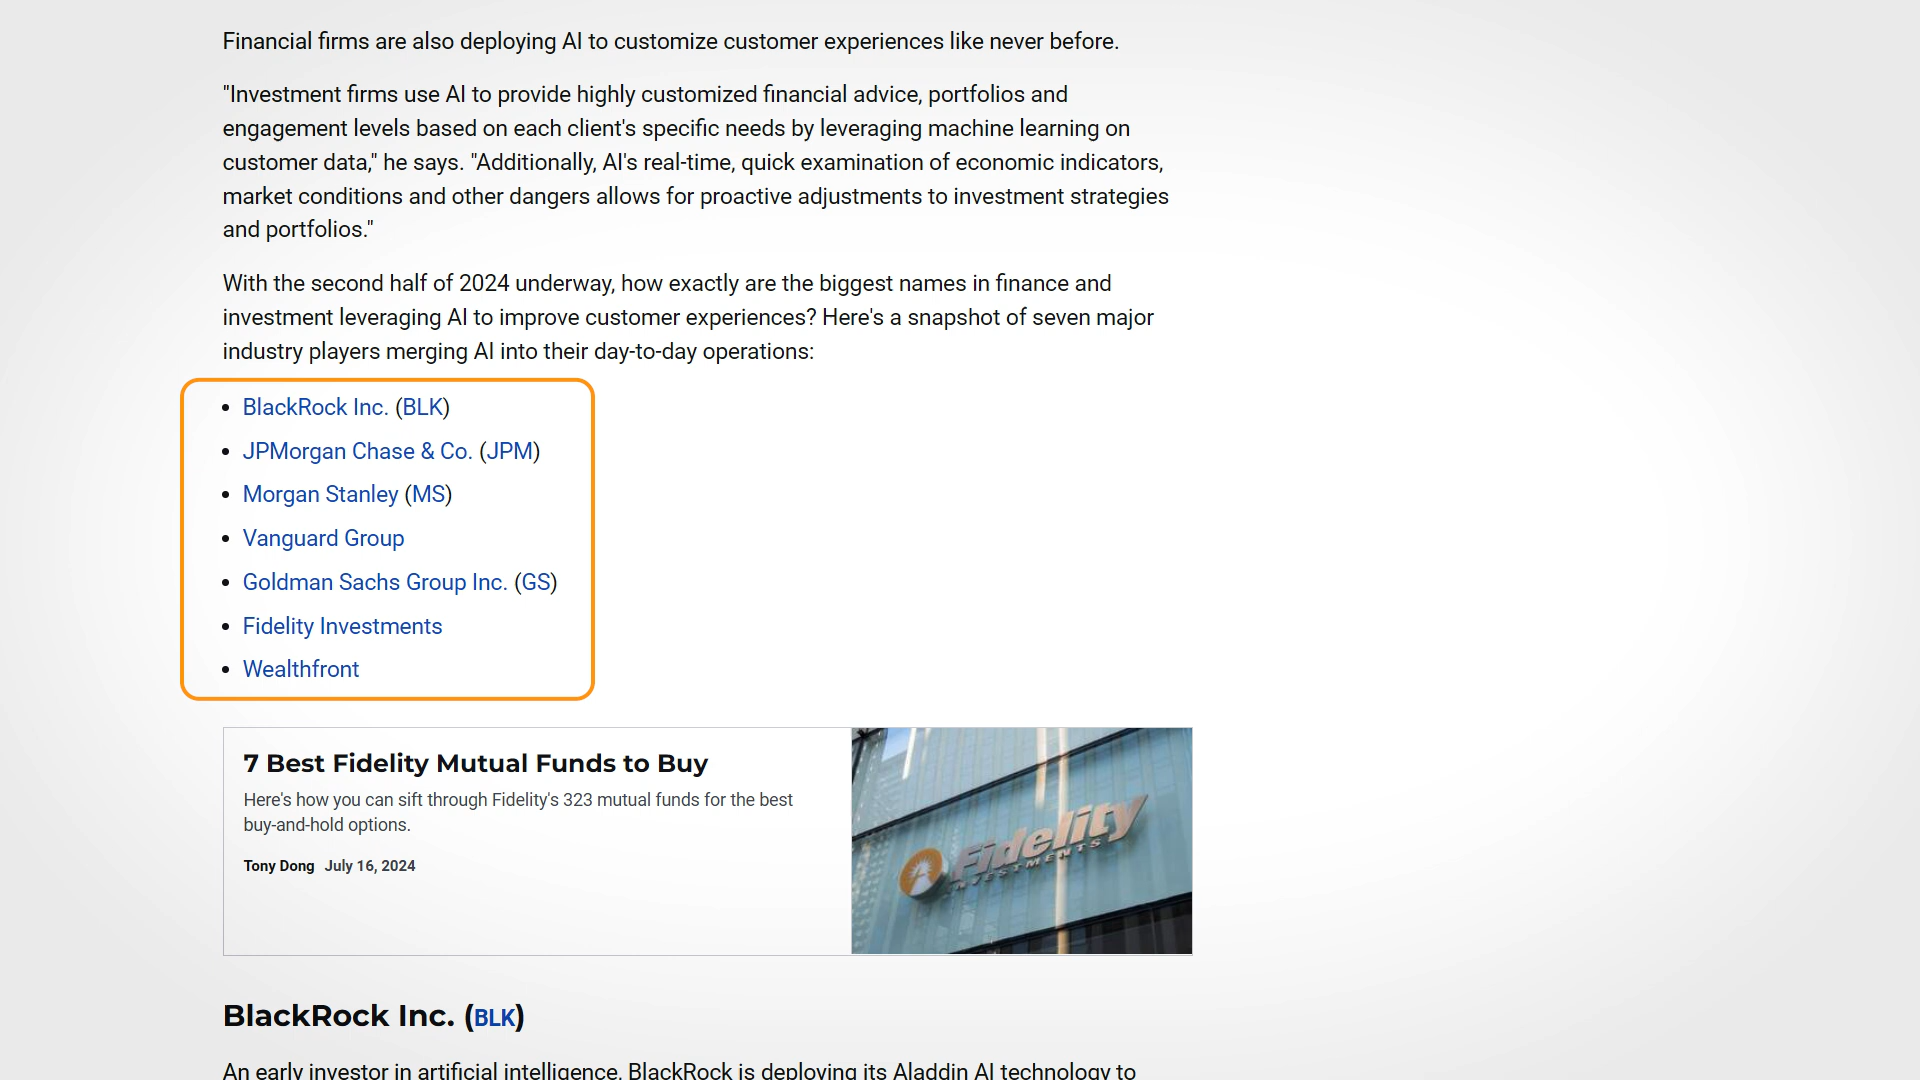 Financial firms are also deploying AI to customize customer experiences like never before.
"Investment firms use AI to provide highly customized financial advice, portfolios and
engagement levels based on each client's specific needs by leveraging machine learning on
customer data," he says. "Additionally, AI's real-time, quick examination of economic indicators,
market conditions and other dangers allows for proactive adjustments to investment strategies
and portfolios."
With the second half of 2024 underway, how exactly are the biggest names in finance and
investment leveraging AI to improve customer experiences? Here's a snapshot of seven major
industry players merging AI into their day-to-day operations:
• BlackRock Inc. (BLK)
• JPMorgan Chase & Co. (JPM)
• Morgan Stanley (MS)
• Vanguard Group
• Goldman Sachs Group Inc. (GS)
• Fidelity Investments
• Wealthfront
7 Best Fidelity Mutual Funds to Buy
Here's how you can sift through Fidelity's 323 mutual funds for the best
buy-and-hold options.
Tony Dong July 16, 2024
Fidelity
INVESTMENTS
BlackRock Inc. (BLK)
An early investor in artificial intelligence, BlackRock is deploying its Aladdin AI technology to